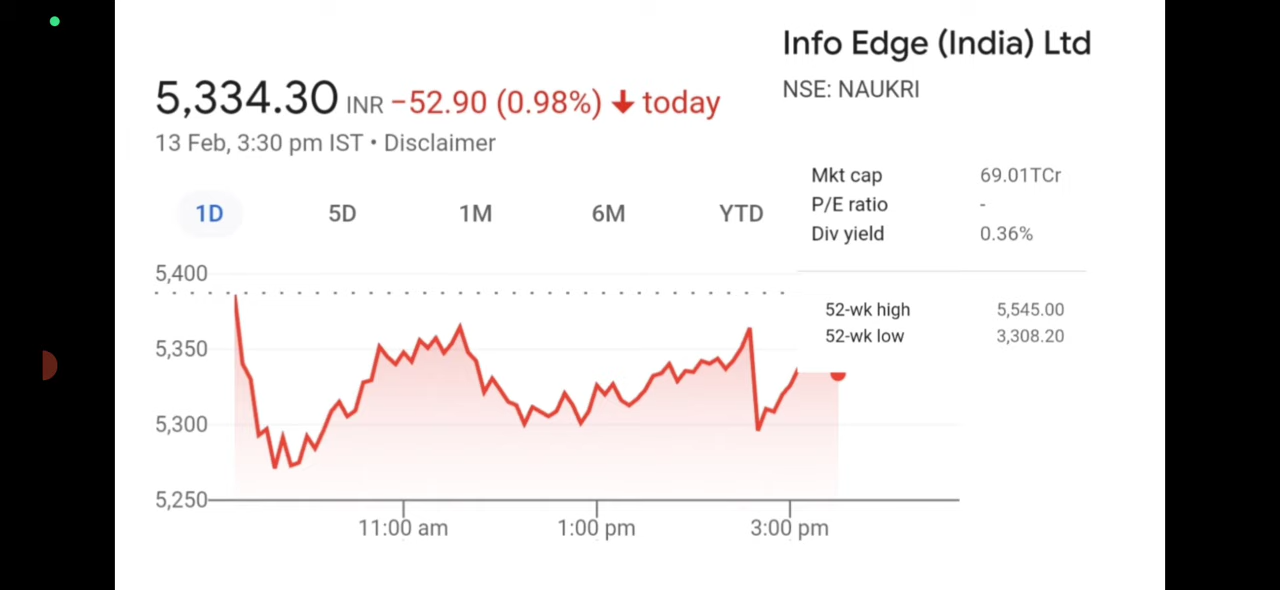 Info Edge (India) Ltd
NSE: NAUKRI
5,334.30 INR −52.90 (0.98%) ↓ today
13 Feb, 3:30 pm IST • Disclaimer
1D 5D 1M 6M YTD
Mkt cap 69.01TCr
P/E ratio -
Div yield 0.36%
52-wk high 5,545.00
52-wk low 3,308.20
5,400
5,350
5,300
5,250
11:00 am 1:00 pm 3:00 pm